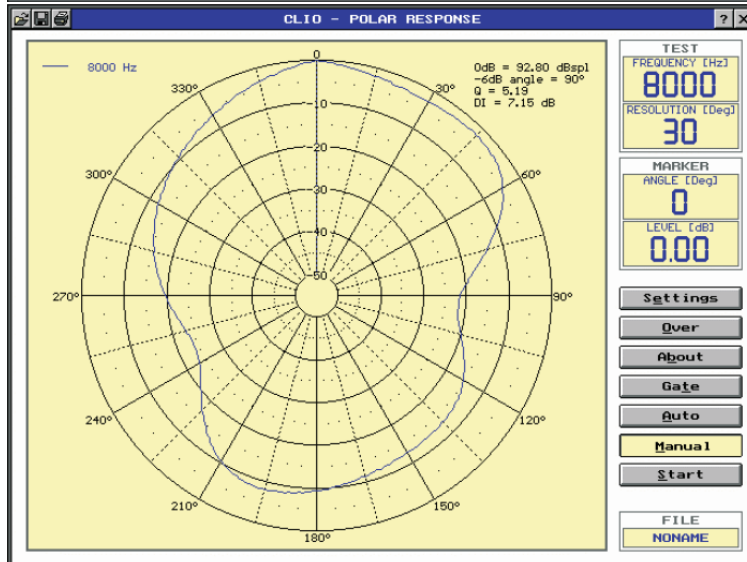 CLIO - POLAR RESPONSE
? X
8000 Hz
0dB = 92.80 dBspl
-6dB angle = 90°
Q = 5.19
DI = 7.15 dB
0
330°
30°
-10
300°
60°
-20
-30
-40
-50
270°
90°
240°
120°
210°
150°
180°
TEST
FREQUENCY [Hz]
8000
RESOLUTION [Deg]
30
MARKER
ANGLE [Deg]
0
LEVEL [dB]
0.00
Settings
Over
About
Gate
Auto
Manual
Start
FILE
NONAME